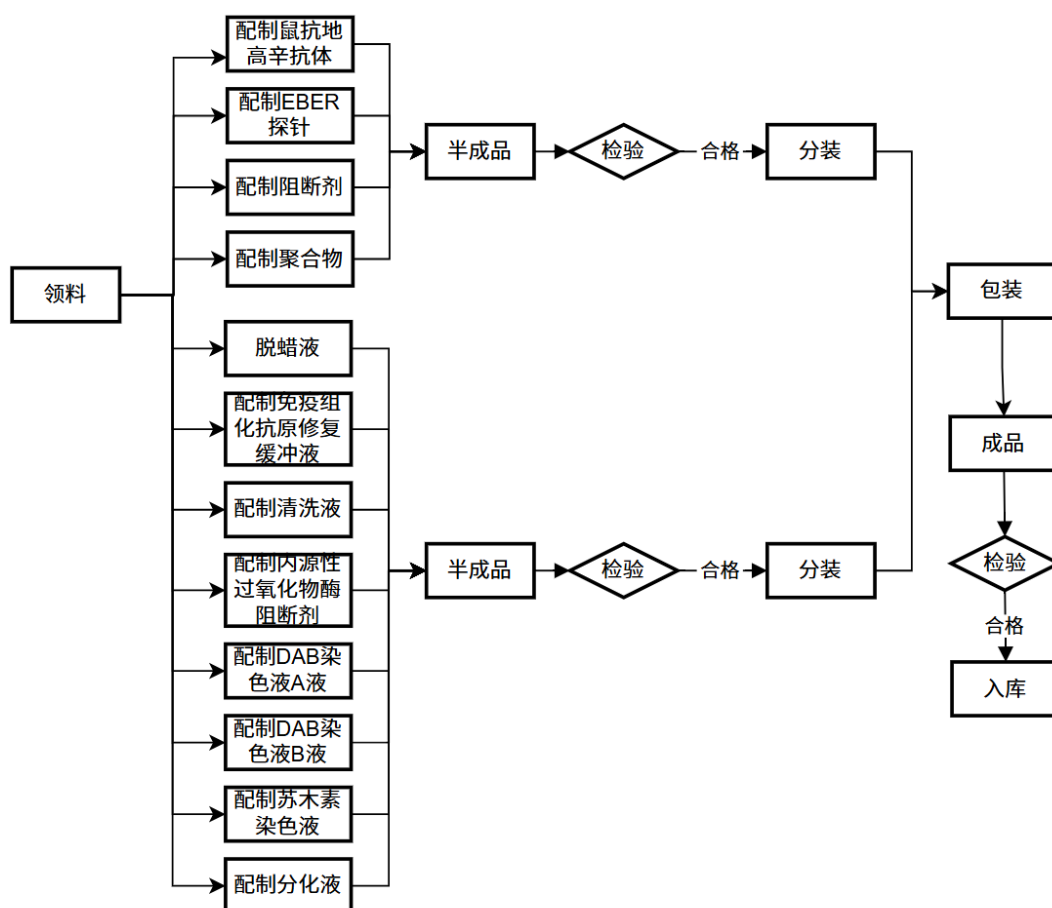 配制鼠抗地
高辛抗体
配制EBER
探针
配制阻断剂
配制聚合物
半成品
检验
合格
分装
领料
脱蜡液
配制免疫组
化抗原修复
缓冲液
配制清洗液
配制内源性
过氧化物酶
阻断剂
配制DAB染
色液A液
配制DAB染
色液B液
配制苏木素
染色液
配制分化液
半成品
检验
合格
分装
包装
成品
检验
合格
入库